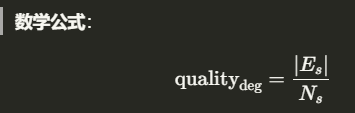 数学公式:
quality_deg = |E_s| / N_s